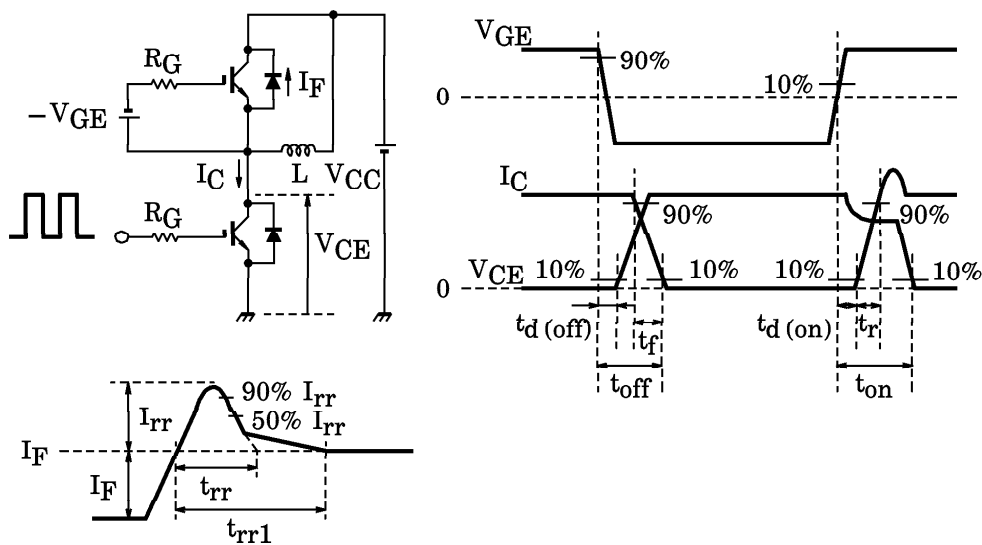 R_G
I_F
−V_GE
I_C
L
V_CC
R_G
V_CE
V_GE
90%
10%
0
I_C
90%
90%
V_CE
10%
10%
10%
10%
0
t_d (off)
t_f
t_d (on)
t_r
t_off
t_on
90% I_rr
50% I_rr
I_rr
I_F
I_F
t_rr
t_rr1